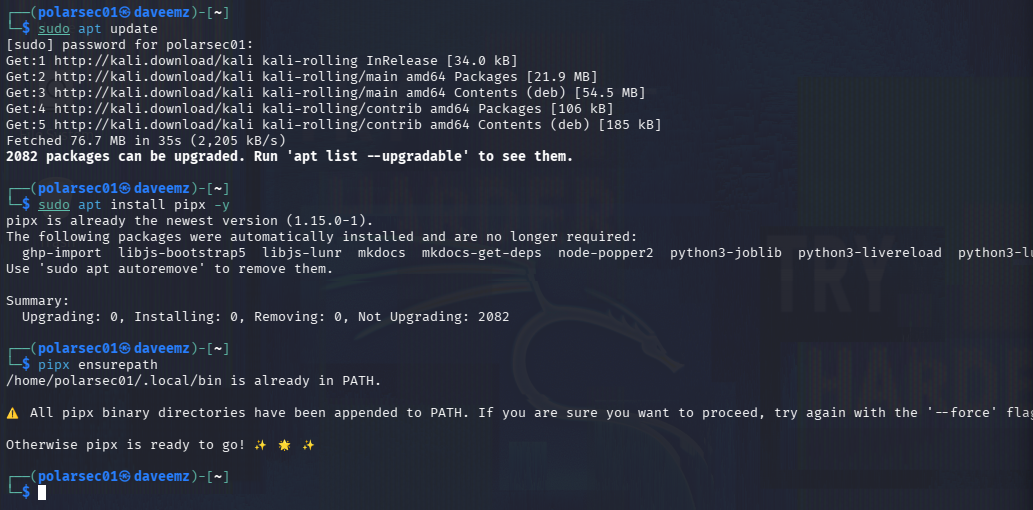 ┌──(polarsec01㉿daveemz)-[~]
└─$ sudo apt update
[sudo] password for polarsec01:
Get:1 http://kali.download/kali kali-rolling InRelease [34.0 kB]
Get:2 http://kali.download/kali kali-rolling/main amd64 Packages [21.9 MB]
Get:3 http://kali.download/kali kali-rolling/main amd64 Contents (deb) [54.5 MB]
Get:4 http://kali.download/kali kali-rolling/contrib amd64 Packages [106 kB]
Get:5 http://kali.download/kali kali-rolling/contrib amd64 Contents (deb) [185 kB]
Fetched 76.7 MB in 35s (2,205 kB/s)
2082 packages can be upgraded. Run 'apt list --upgradable' to see them.
┌──(polarsec01㉿daveemz)-[~]
└─$ sudo apt install pipx -y
pipx is already the newest version (1.15.0-1).
The following packages were automatically installed and are no longer required:
  ghp-import  libjs-bootstrap5  libjs-lunr  mkdocs  mkdocs-get-deps  node-popper2  python3-joblib  python3-livereload  python3-lu
Use 'sudo apt autoremove' to remove them.
Summary:
  Upgrading: 0, Installing: 0, Removing: 0, Not Upgrading: 2082
┌──(polarsec01㉿daveemz)-[~]
└─$ pipx ensurepath
/home/polarsec01/.local/bin is already in PATH.
⚠️ All pipx binary directories have been appended to PATH. If you are sure you want to proceed, try again with the '--force' flag
Otherwise pipx is ready to go! ✨ 🌟 ✨
┌──(polarsec01㉿daveemz)-[~]
└─$
TRY
HARDE